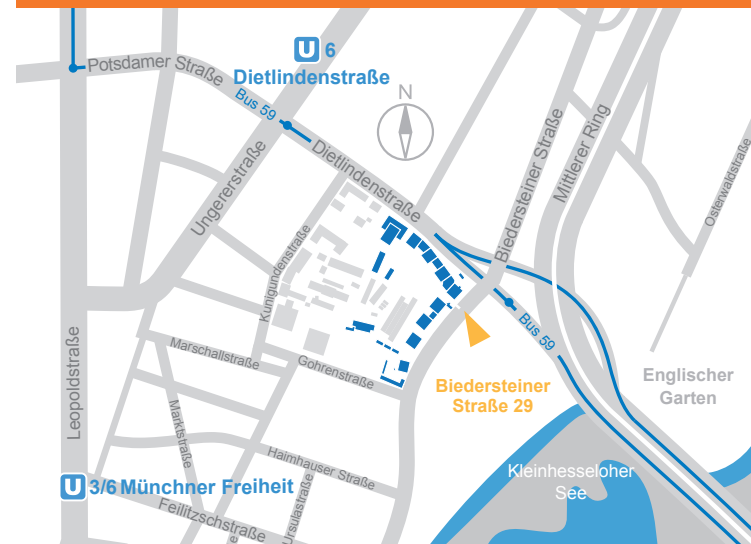 U 6
Dietlindenstraße
Potsdamer Straße
Bus 59
N
Dietlindenstraße
Ungererstraße
Biedersteiner Straße
Mittlerer Ring
Osterwaldstraße
Kunigundenstraße
Leopoldstraße
Marschallstraße
Gohrenstraße
Bus 59
Biedersteiner
Straße 29
Englischer
Garten
Marktstraße
Haimhauser Straße
Kleinhesseloher
See
U 3/6 Münchner Freiheit
Feilitzschstraße
Ursulastraße